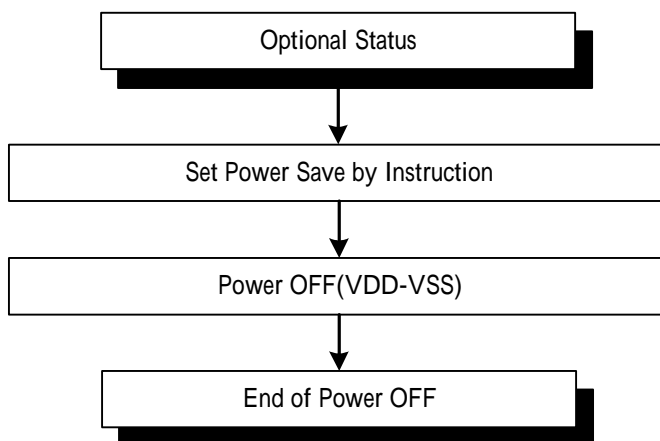 Optional Status
Set Power Save by Instruction
Power OFF(VDD-VSS)
End of Power OFF